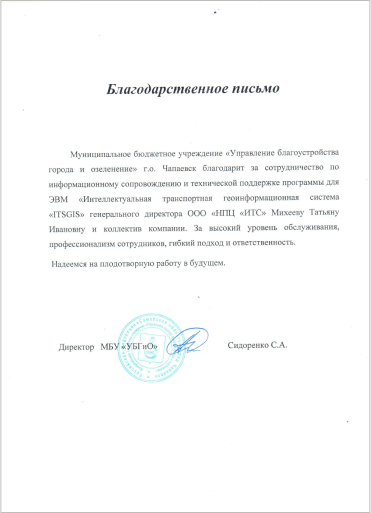 Благодарственное письмо
Муниципальное бюджетное учреждение «Управление благоустройства
города и озеленение» г.о. Чапаевск благодарит за сотрудничество по
информационному сопровождению и технической поддержке программы для
ЭВМ «Интеллектуальная транспортная геоинформационная система
«ITSGIS» генерального директора ООО «НПЦ «ИТС» Михееву Татьяну
Ивановну и коллектив компании. За высокий уровень обслуживания,
профессионализм сотрудников, гибкий подход и ответственность.
Надеемся на плодотворную работу в будущем.
Директор МБУ «УБГиО» Сидоренко С.А.